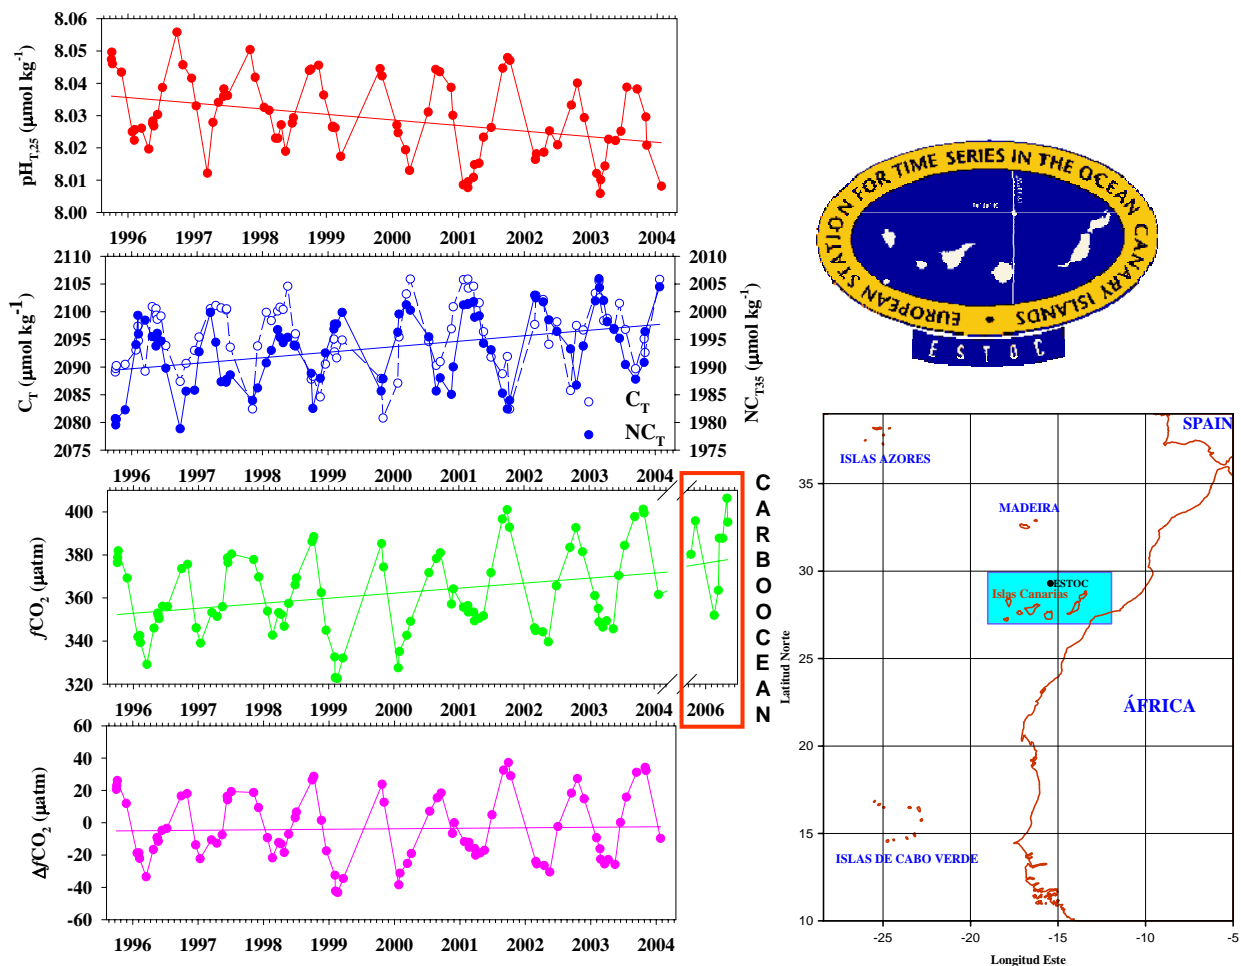 8.06
8.05
8.04
8.03
8.02
8.01
8.00
pH_T,25 (µmol kg⁻¹)
1996 1997 1998 1999 2000 2001 2002 2003 2004
2110
2105
2100
2095
2090
2085
2080
2075
C_T (µmol kg⁻¹)
2010
2005
2000
1995
1990
1985
1980
1975
NC_T35 (µmol kg⁻¹)
C_T
NC_T
1996 1997 1998 1999 2000 2001 2002 2003 2004
400
380
360
340
320
fCO₂ (µatm)
1996 1997 1998 1999 2000 2001 2002 2003 2004
2006
CARBOOCEAN
60
40
20
0
-20
-40
-60
ΔfCO₂ (µatm)
1996 1997 1998 1999 2000 2001 2002 2003 2004
EUROPEAN STATION FOR TIME SERIES IN THE OCEAN CANARY ISLANDS
ESTOC
SPAIN
ISLAS AZORES
MADEIRA
ESTOC
Islas Canarias
ÁFRICA
ISLAS DE CABO VERDE
35
30
25
20
15
10
Latitud Norte
-25 -20 -15 -10 -5
Longitud Este